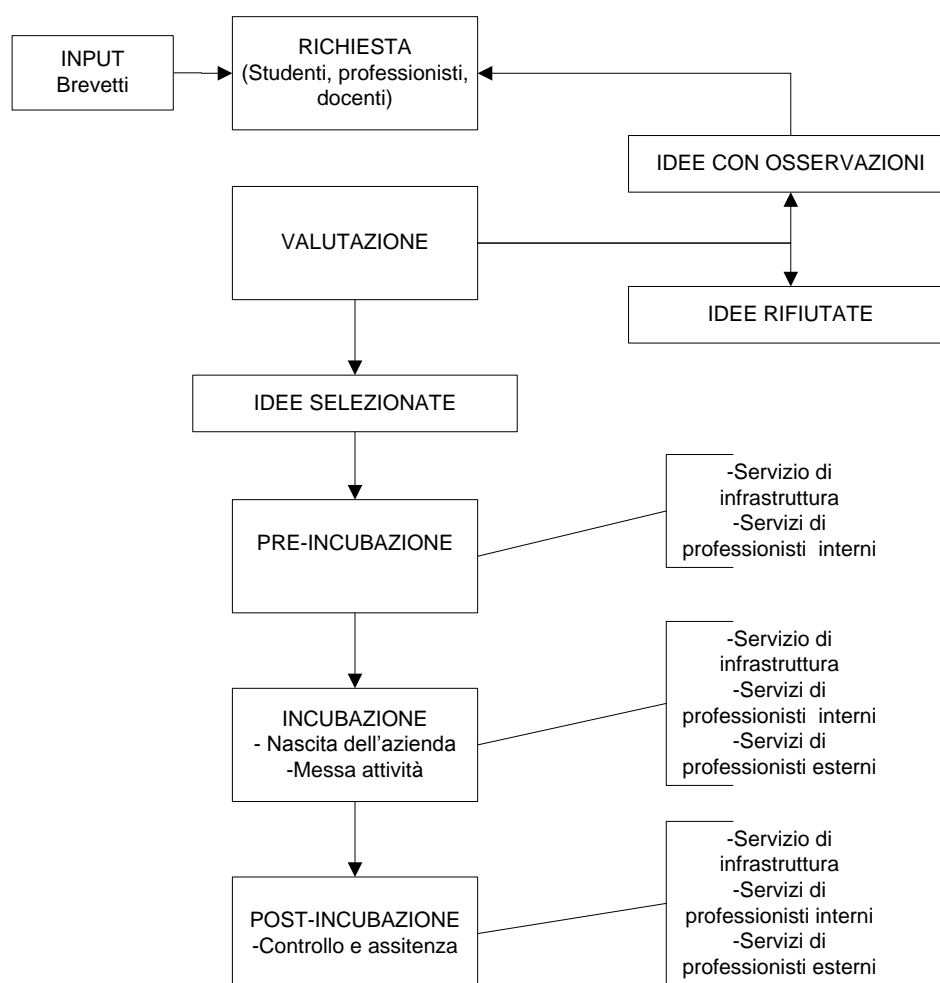 INPUT
Brevetti
RICHIESTA
(Studenti, professionisti,
docenti)
IDEE CON OSSERVAZIONI
VALUTAZIONE
IDEE RIFIUTATE
IDEE SELEZIONATE
PRE-INCUBAZIONE
-Servizio di
infrastruttura
-Servizi di
professionisti interni
INCUBAZIONE
- Nascita dell'azienda
-Messa attività
-Servizio di
infrastruttura
-Servizi di
professionisti interni
-Servizi di
professionisti esterni
POST-INCUBAZIONE
-Controllo e assitenza
-Servizio di
infrastruttura
-Servizi di
professionisti interni
-Servizi di
professionisti esterni